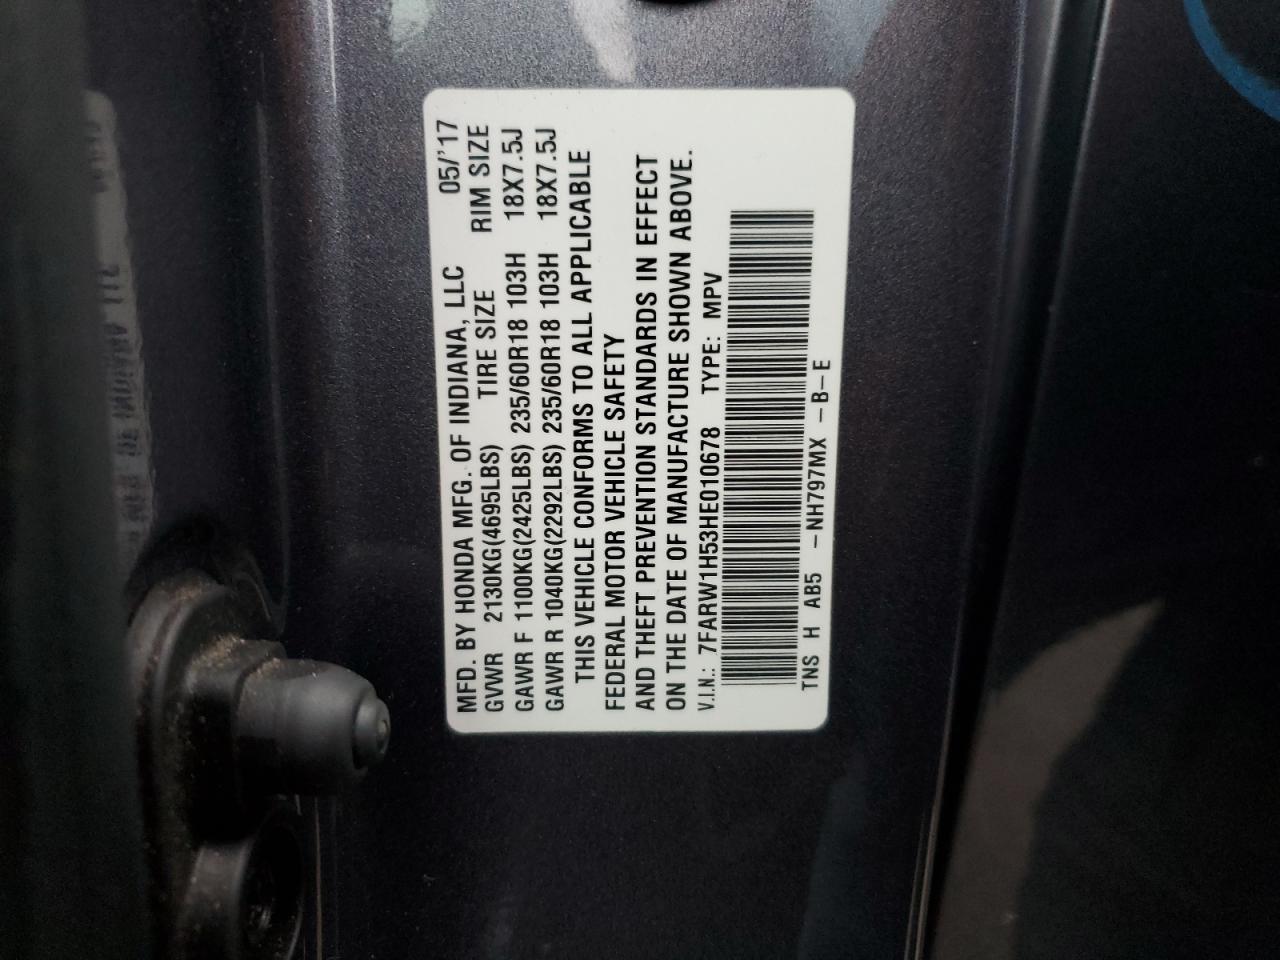 MFD. BY HONDA MFG. OF INDIANA, LLC 05/'17
GVWR 2130KG(4695LBS) TIRE SIZE RIM SIZE
GAWR F 1100KG(2425LBS) 235/60R18 103H 18X7.5J
GAWR R 1040KG(2292LBS) 235/60R18 103H 18X7.5J
THIS VEHICLE CONFORMS TO ALL APPLICABLE
FEDERAL MOTOR VEHICLE SAFETY
AND THEFT PREVENTION STANDARDS IN EFFECT
ON THE DATE OF MANUFACTURE SHOWN ABOVE.
V.I.N.: 7FARW1H53HE010678 TYPE: MPV
TNS H AB5 -NH797MX -B-E